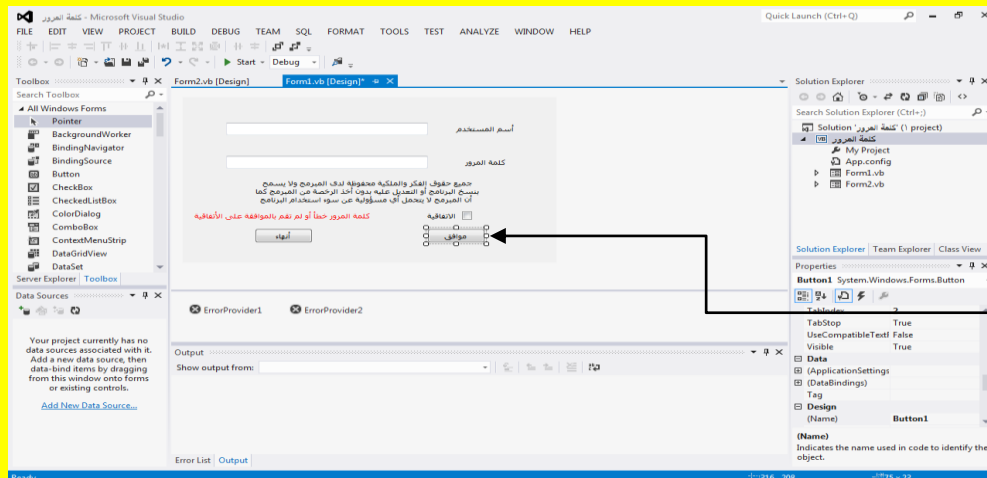 كلمة المرور - Microsoft Visual Studio
Quick Launch (Ctrl+Q)
FILE EDIT VIEW PROJECT BUILD DEBUG TEAM SQL FORMAT TOOLS TEST ANALYZE WINDOW HELP
Start - Debug
Toolbox
Search Toolbox
All Windows Forms
Pointer
BackgroundWorker
BindingNavigator
BindingSource
Button
CheckBox
CheckedListBox
ColorDialog
ComboBox
ContextMenuStrip
DataGridView
DataSet
Server Explorer Toolbox
Data Sources
Your project currently has no
data sources associated with it.
Add a new data source, then
data-bind items by dragging
from this window onto forms
or existing controls.
Add New Data Source...
Form2.vb [Design] Form1.vb [Design]*
أسم المستخدم
كلمة المرور
جميع حقوق الفكر والملكية محفوظة لدى المبرمج ولا يسمح
بنسخ البرنامج أو التعديل عليه بدون أخذ الرخصة من المبرمج كما
أن المبرمج لا يتحمل أي مسؤولية عن سوء استخدام البرنامج
الاتفاقية
كلمة المرور خطأ أو لم تقم بالموافقة على الأتفاقية
موافق
أنهاء
ErrorProvider1 ErrorProvider2
Output
Show output from:
Error List Output
Solution Explorer
Search Solution Explorer (Ctrl+;)
Solution 'كلمة المرور' (١ project)
كلمة المرور
My Project
App.config
Form1.vb
Form2.vb
Solution Explorer Team Explorer Class View
Properties
Button1 System.Windows.Forms.Button
TabIndex 2
TabStop True
UseCompatibleTextI False
Visible True
Data
(ApplicationSettings
(DataBindings)
Tag
Design
(Name) Button1
(Name)
Indicates the name used in code to identify the
object.
Ready